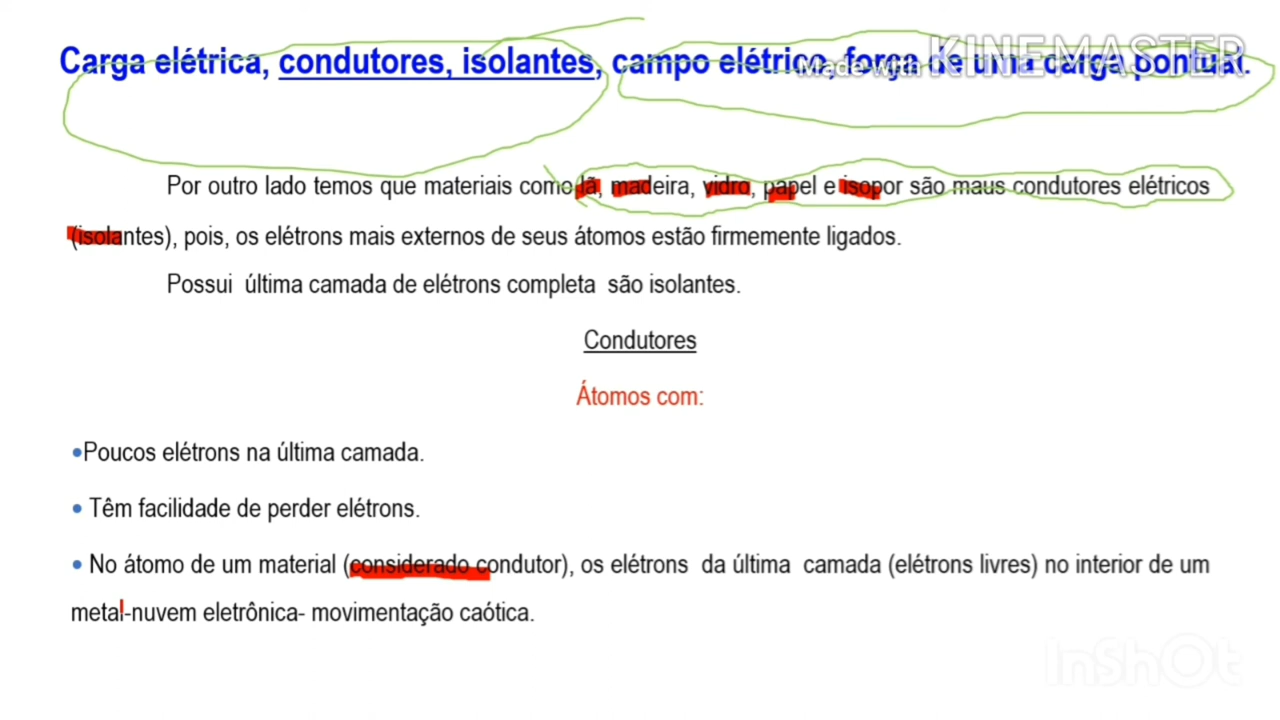 Carga elétrica, condutores, isolantes, campo elétrico, força de uma carga pontual.
Made with KINEMASTER
Por outro lado temos que materiais como lã, madeira, vidro, papel e isopor são maus condutores elétricos
(isolantes), pois, os elétrons mais externos de seus átomos estão firmemente ligados.
Possui última camada de elétrons completa são isolantes.
Condutores
Átomos com:
•Poucos elétrons na última camada.
• Têm facilidade de perder elétrons.
• No átomo de um material (considerado condutor), os elétrons da última camada (elétrons livres) no interior de um
metal-nuvem eletrônica- movimentação caótica.
InShOt